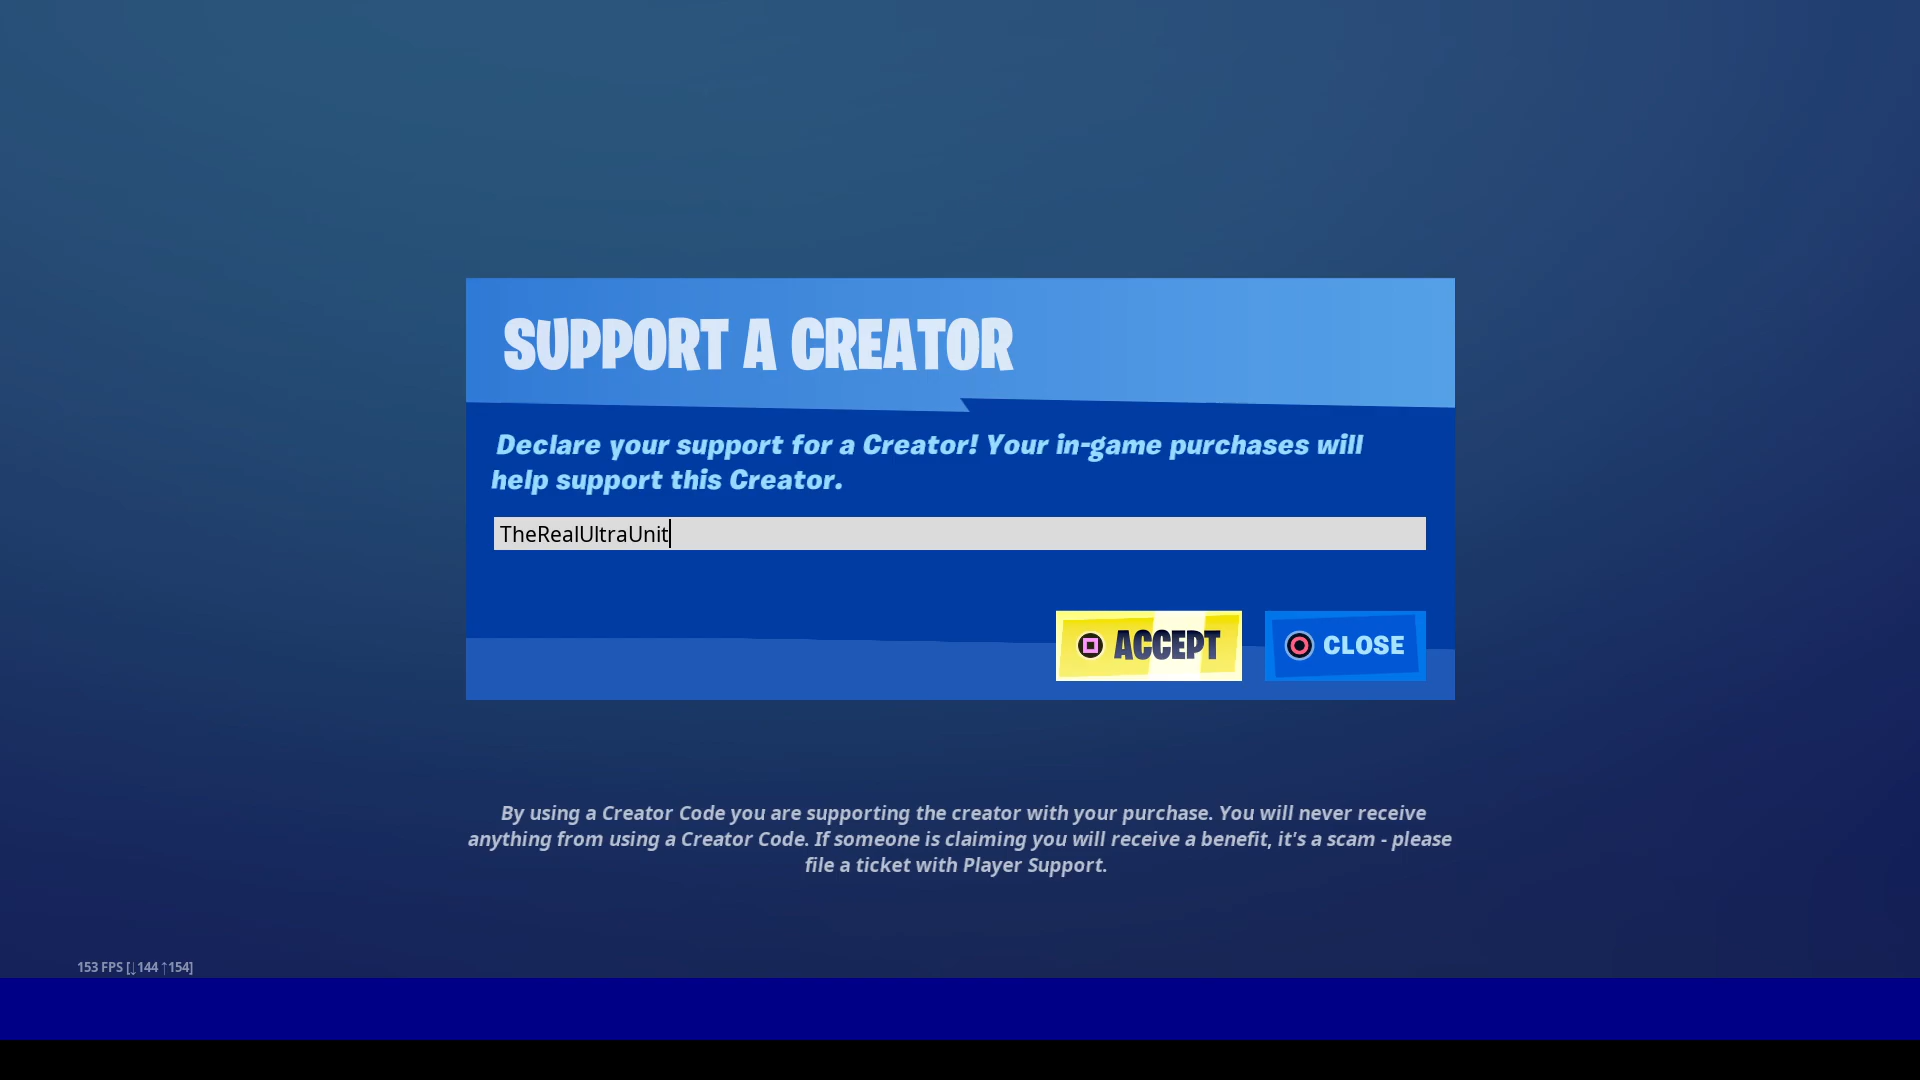 SUPPORT A CREATOR
Declare your support for a Creator! Your in-game purchases will
help support this Creator.
TheRealUltraUnit
ACCEPT
CLOSE
By using a Creator Code you are supporting the creator with your purchase. You will never receive
anything from using a Creator Code. If someone is claiming you will receive a benefit, it's a scam - please
file a ticket with Player Support.
153 FPS [↓144 ↑154]